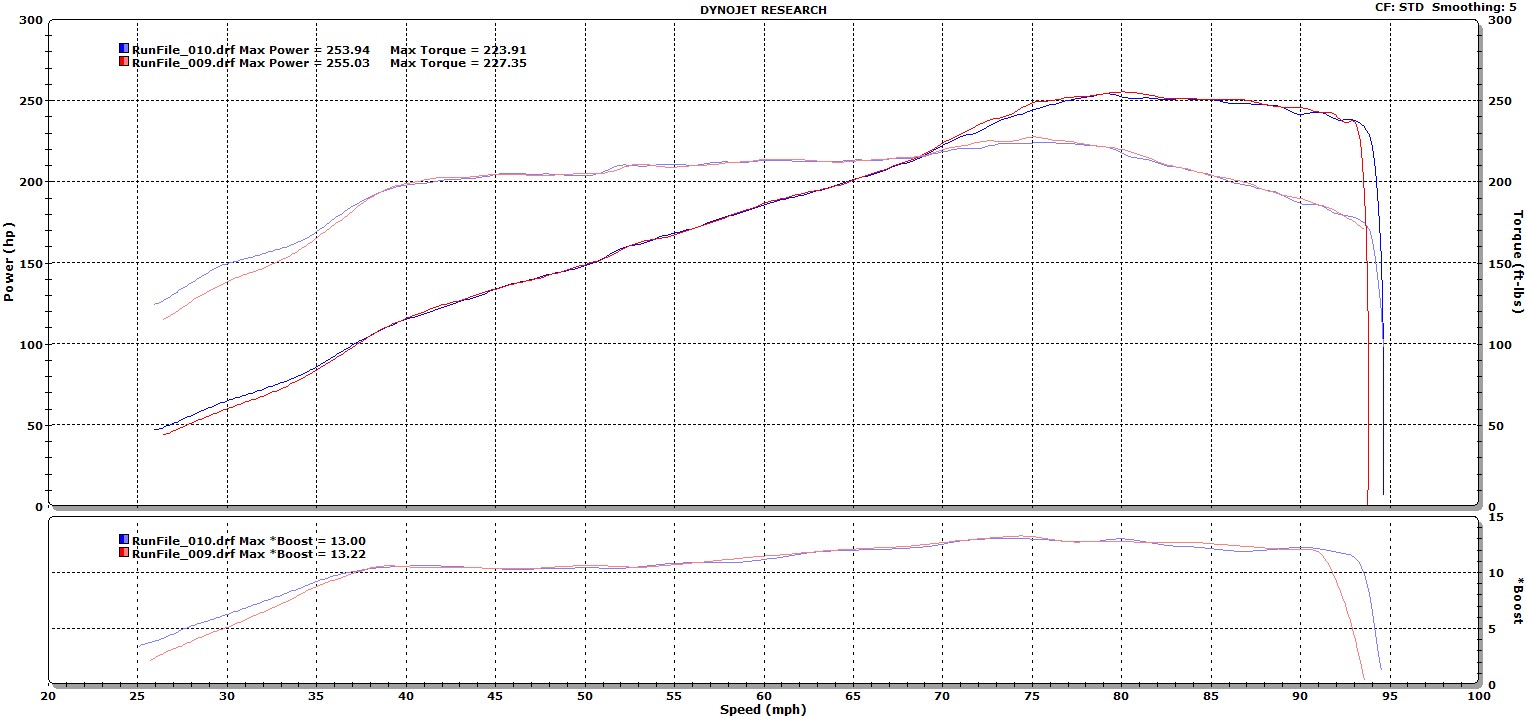 DYNOJET RESEARCH
CF: STD Smoothing: 5
RunFile_010.drf Max Power = 253.94 Max Torque = 223.91
RunFile_009.drf Max Power = 255.03 Max Torque = 227.35
300
250
200
150
100
50
0
Power (hp)
300
250
200
150
100
50
0
Torque (ft-lbs)
RunFile_010.drf Max *Boost = 13.00
RunFile_009.drf Max *Boost = 13.22
15
10
5
0
*Boost
20 25 30 35 40 45 50 55 60 65 70 75 80 85 90 95 100
Speed (mph)